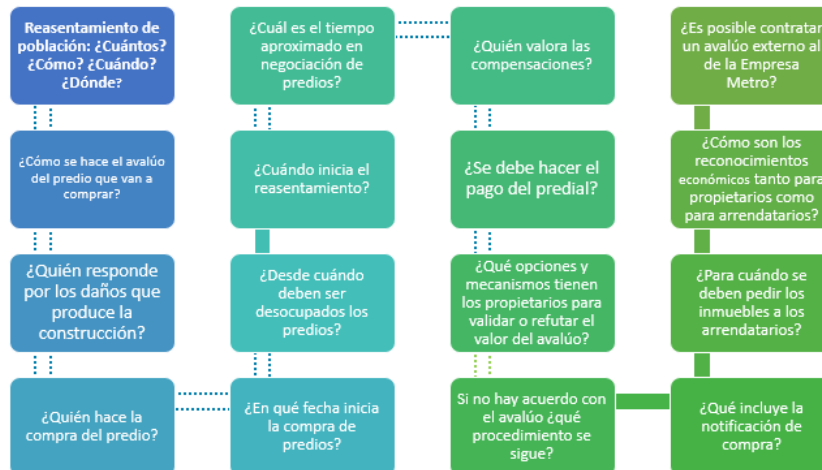 Reasentamiento de
población: ¿Cuántos?
¿Cómo? ¿Cuándo?
¿Dónde?
¿Cómo se hace el avalúo
del predio que van a
comprar?
¿Quién responde
por los daños que
produce la
construcción?
¿Quién hace la
compra del predio?
¿En qué fecha inicia
la compra de
predios?
¿Desde cuándo
deben ser
desocupados los
predios?
¿Cuándo inicia el
reasentamiento?
¿Cuál es el tiempo
aproximado en
negociación de
predios?
¿Quién valora las
compensaciones?
¿Se debe hacer el
pago del predial?
¿Qué opciones y
mecanismos tienen
los propietarios para
validar o refutar el
valor del avalúo?
Si no hay acuerdo con
el avalúo ¿qué
procedimiento se
sigue?
¿Qué incluye la
notificación de
compra?
¿Para cuándo se
deben pedir los
inmuebles a los
arrendatarios?
¿Cómo son los
reconocimientos
económicos tanto para
propietarios como
para arrendatarios?
¿Es posible contratar
un avalúo externo al
de la Empresa
Metro?